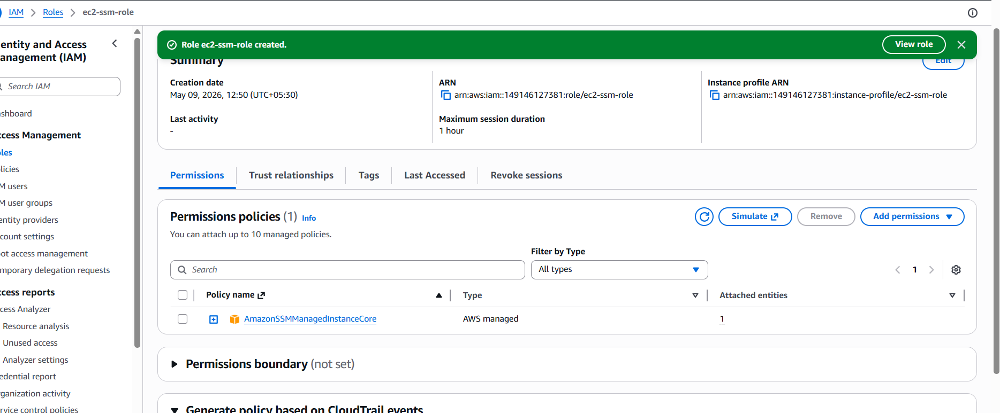 IAM > Roles > ec2-ssm-role
entity and Access
anagement (IAM)
Search IAM
shboard
ccess Management
les
licies
M users
M user groups
entity providers
count settings
ot access management
mporary delegation requests
ccess reports
cess Analyzer
Resource analysis
Unused access
Analyzer settings
edential report
ganization activity
rvice control policies
Role ec2-ssm-role created.
View role
Summary
Edit
Creation date
May 09, 2026, 12:50 (UTC+05:30)
ARN
arn:aws:iam::149146127381:role/ec2-ssm-role
Instance profile ARN
arn:aws:iam::149146127381:instance-profile/ec2-ssm-role
Last activity
-
Maximum session duration
1 hour
Permissions
Trust relationships
Tags
Last Accessed
Revoke sessions
Permissions policies (1) Info
You can attach up to 10 managed policies.
Simulate
Remove
Add permissions
Filter by Type
Search
All types
1
Policy name
Type
Attached entities
AmazonSSMManagedInstanceCore
AWS managed
1
Permissions boundary (not set)
Generate policy based on CloudTrail events